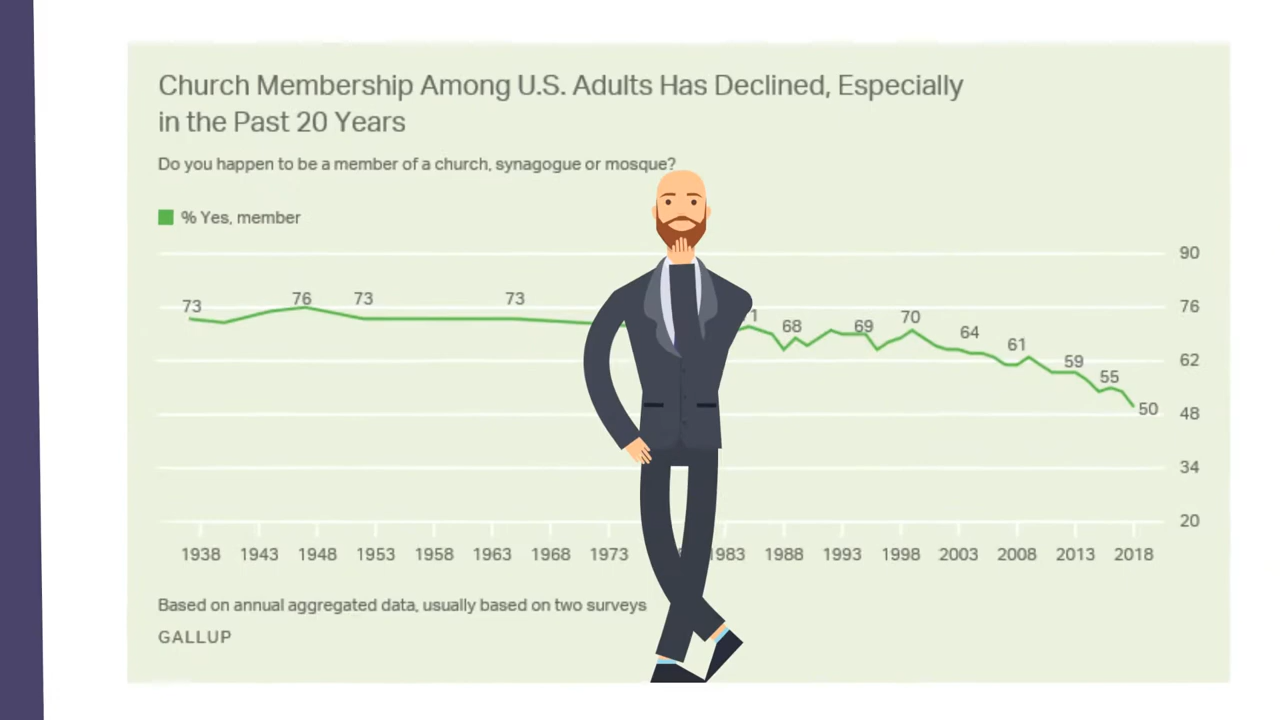 Church Membership Among U.S. Adults Has Declined, Especially
in the Past 20 Years
Do you happen to be a member of a church, synagogue or mosque?
% Yes, member
90
73 76 73 73 68 69 70 64 61 59 55 50
76
62
48
34
20
1938 1943 1948 1953 1958 1963 1968 1973 1983 1988 1993 1998 2003 2008 2013 2018
Based on annual aggregated data, usually based on two surveys
GALLUP